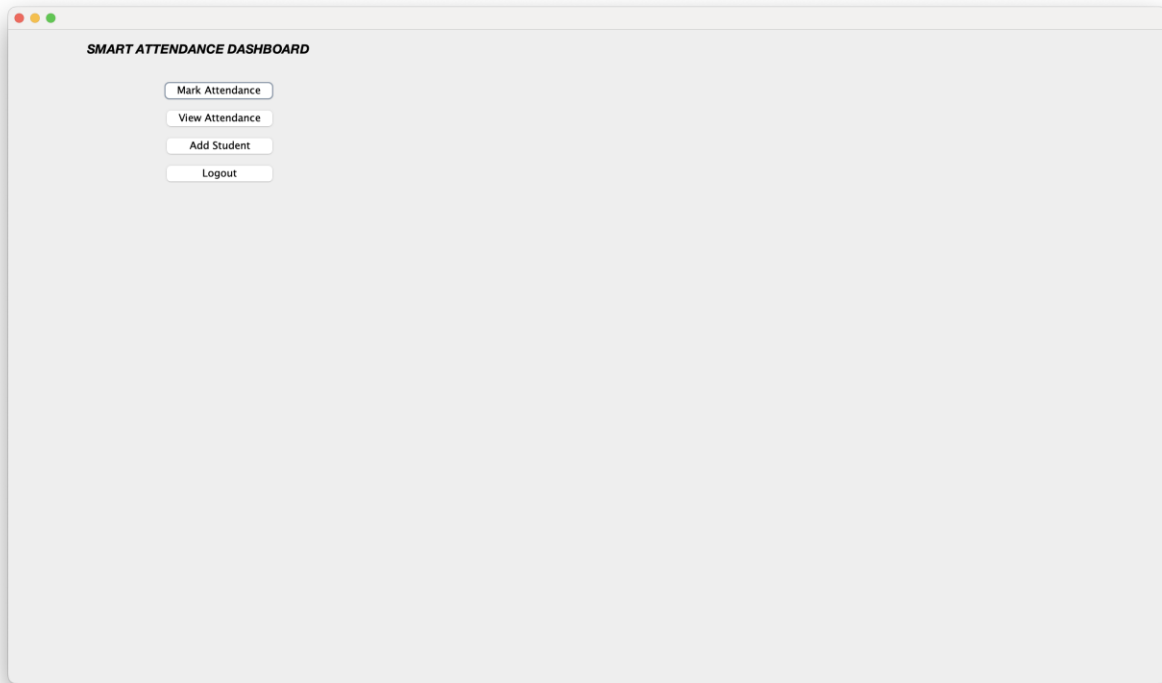 SMART ATTENDANCE DASHBOARD
Mark Attendance
View Attendance
Add Student
Logout